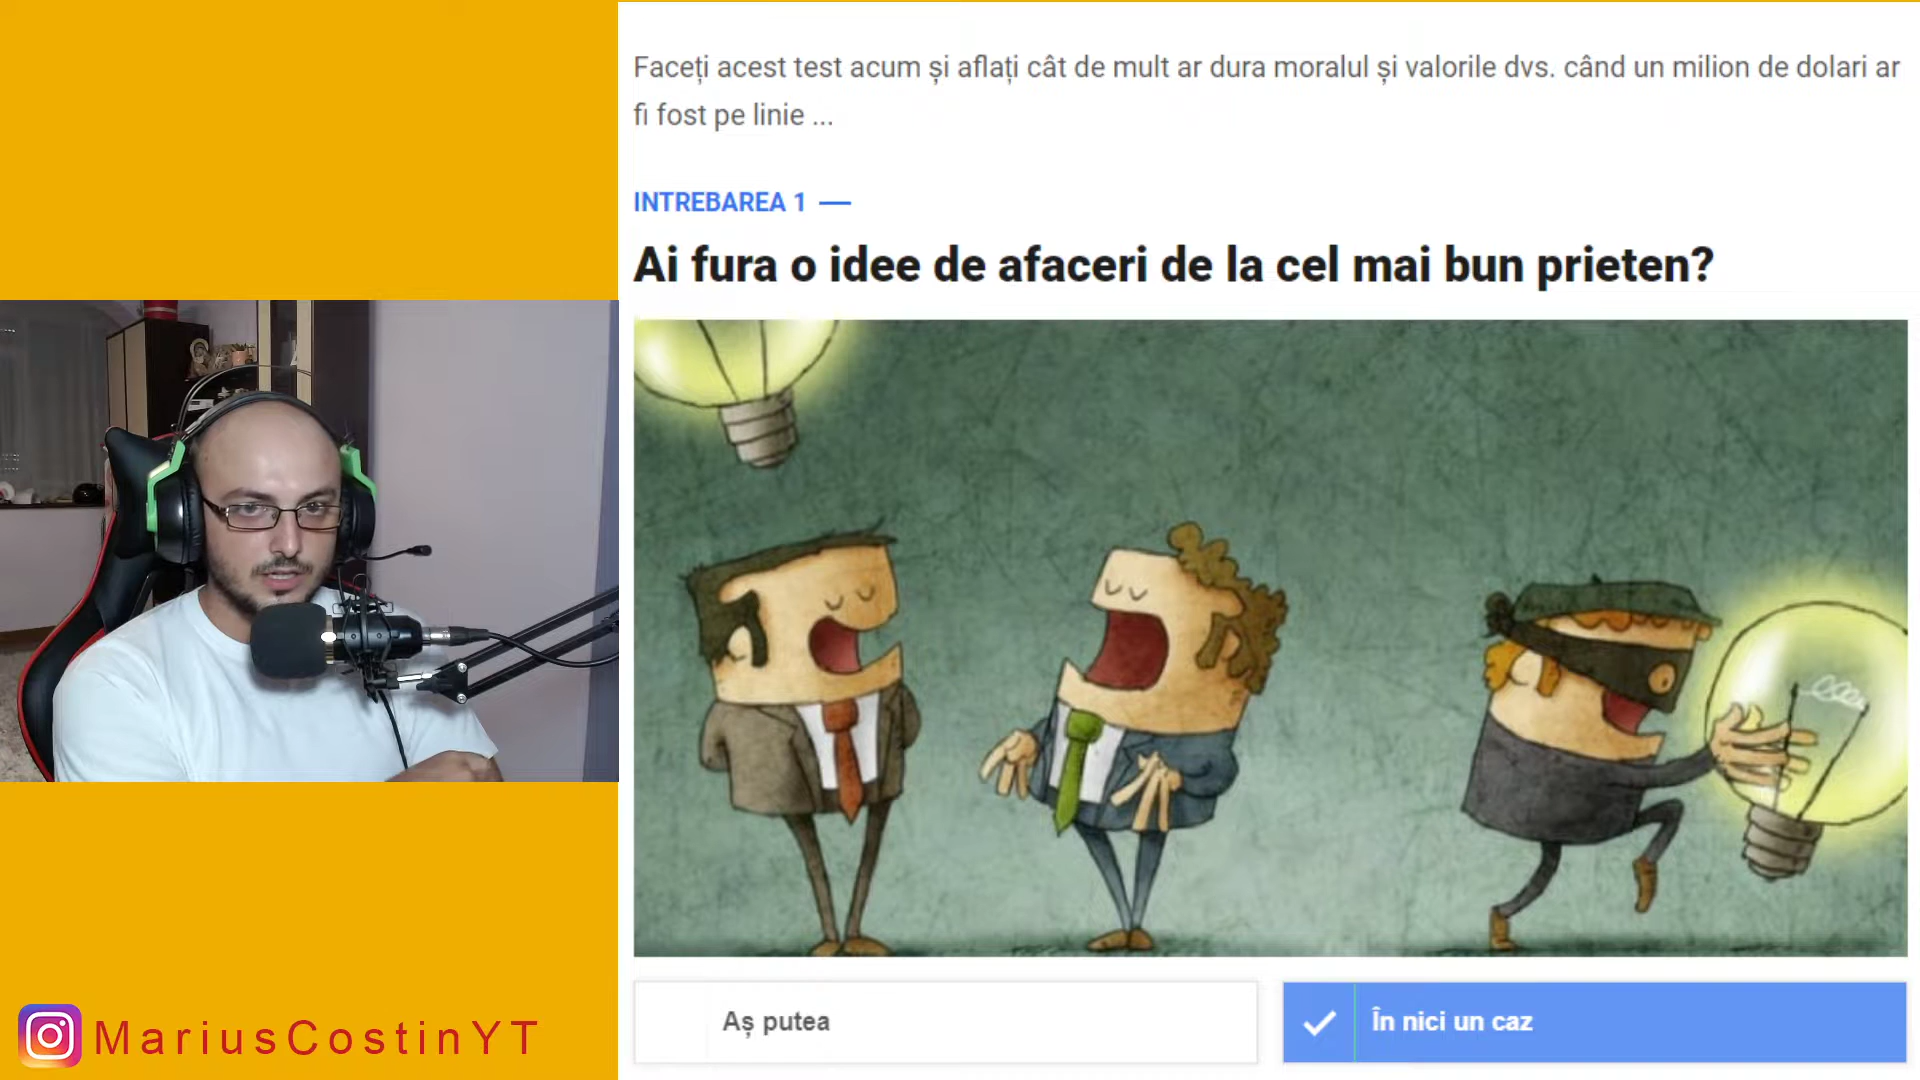 Faceți acest test acum și aflați cât de mult ar dura moralul și valorile dvs. când un milion de dolari ar
fi fost pe linie ...
INTREBAREA 1 —
Ai fura o idee de afaceri de la cel mai bun prieten?
Aș putea
În nici un caz
MariusCostinYT